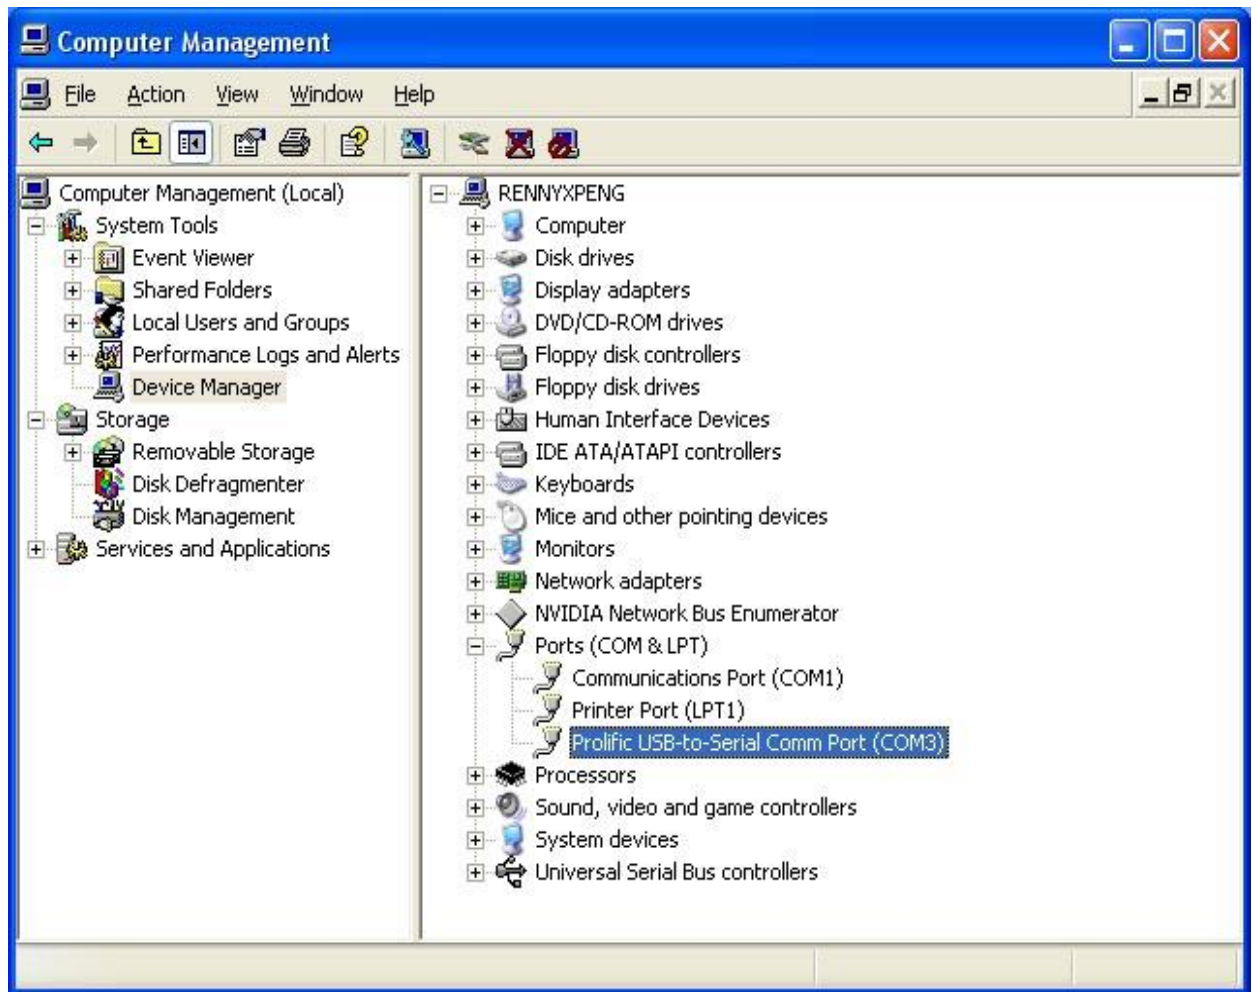 Computer Management
File Action View Window Help
Computer Management (Local)
System Tools
Event Viewer
Shared Folders
Local Users and Groups
Performance Logs and Alerts
Device Manager
Storage
Removable Storage
Disk Defragmenter
Disk Management
Services and Applications
RENNYXPENG
Computer
Disk drives
Display adapters
DVD/CD-ROM drives
Floppy disk controllers
Floppy disk drives
Human Interface Devices
IDE ATA/ATAPI controllers
Keyboards
Mice and other pointing devices
Monitors
Network adapters
NVIDIA Network Bus Enumerator
Ports (COM & LPT)
Communications Port (COM1)
Printer Port (LPT1)
Prolific USB-to-Serial Comm Port (COM3)
Processors
Sound, video and game controllers
System devices
Universal Serial Bus controllers